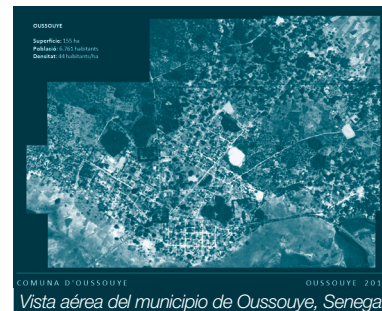 OUSSOUYE
Superfície: 155 ha
Població: 6.761 habitants
Densitat: 44 habitants/ha
COMUNA D'OUSSOUYE
OUSSOUYE 201
Vista aérea del municipio de Oussouye, Senega